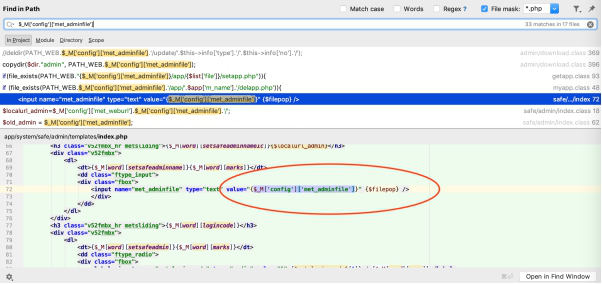 Find in Path
Match case Words Regex ? File mask: *.php
$_M['config']['met_adminfile']
33 matches in 17 files
In Project Module Directory Scope
//deldir(PATH_WEB.$_M['config']['met_adminfile'].'/update/'.$this->info['type'].'/'.$this->info['no'].'/'); admin/download.class 369
copydir($dir."admin", PATH_WEB.$_M['config']['met_adminfile']); admin/download.class 396
if(file_exists(PATH_WEB."{$_M['config']['met_adminfile']}/app/{$list['file']}/setapp.php")){ getapp.class 93
if (file_exists(PATH_WEB.$_M['config']['met_adminfile']."/app/".$app['m_name'].'/delapp.php')){ myapp.class 48
<input name="met_adminfile" type="text" value="{$_M['config']['met_adminfile']}" {$filepop} /> safe/.../index 72
$localurl_admin=$_M['config']['met_weburl'].$_M['config']['met_adminfile'].'/'; safe/admin/index.class 18
$old_admin = $_M['config']['met_adminfile']; safe/admin/index.class 62
app/system/safe/admin/templates/index.php
66 <h3 class="v52fmbx_hr metsliding">{$_M[word][setsafeadminname1]}{$localurl_admin}</h3>
67 <div class="v52fmbx">
68 <dl>
69 <dt>{$_M[word][setsafeadminname]}{$_M[word][marks]}</dt>
70 <dd class="ftype_input">
71 <div class="fbox">
72 <input name="met_adminfile" type="text" value="{$_M['config']['met_adminfile']}" {$filepop} />
73 </div>
74 </dd>
75 </dl>
76 </div>
77 <h3 class="v52fmbx_hr metsliding">{$_M[word][logincode]}</h3>
78 <div class="v52fmbx">
79 <dl>
80 <dt>{$_M[word][setsafeadmin]}{$_M[word][marks]}</dt>
81 <dd class="ftype_radio">
82 <div class="fbox">
Open in Find Window